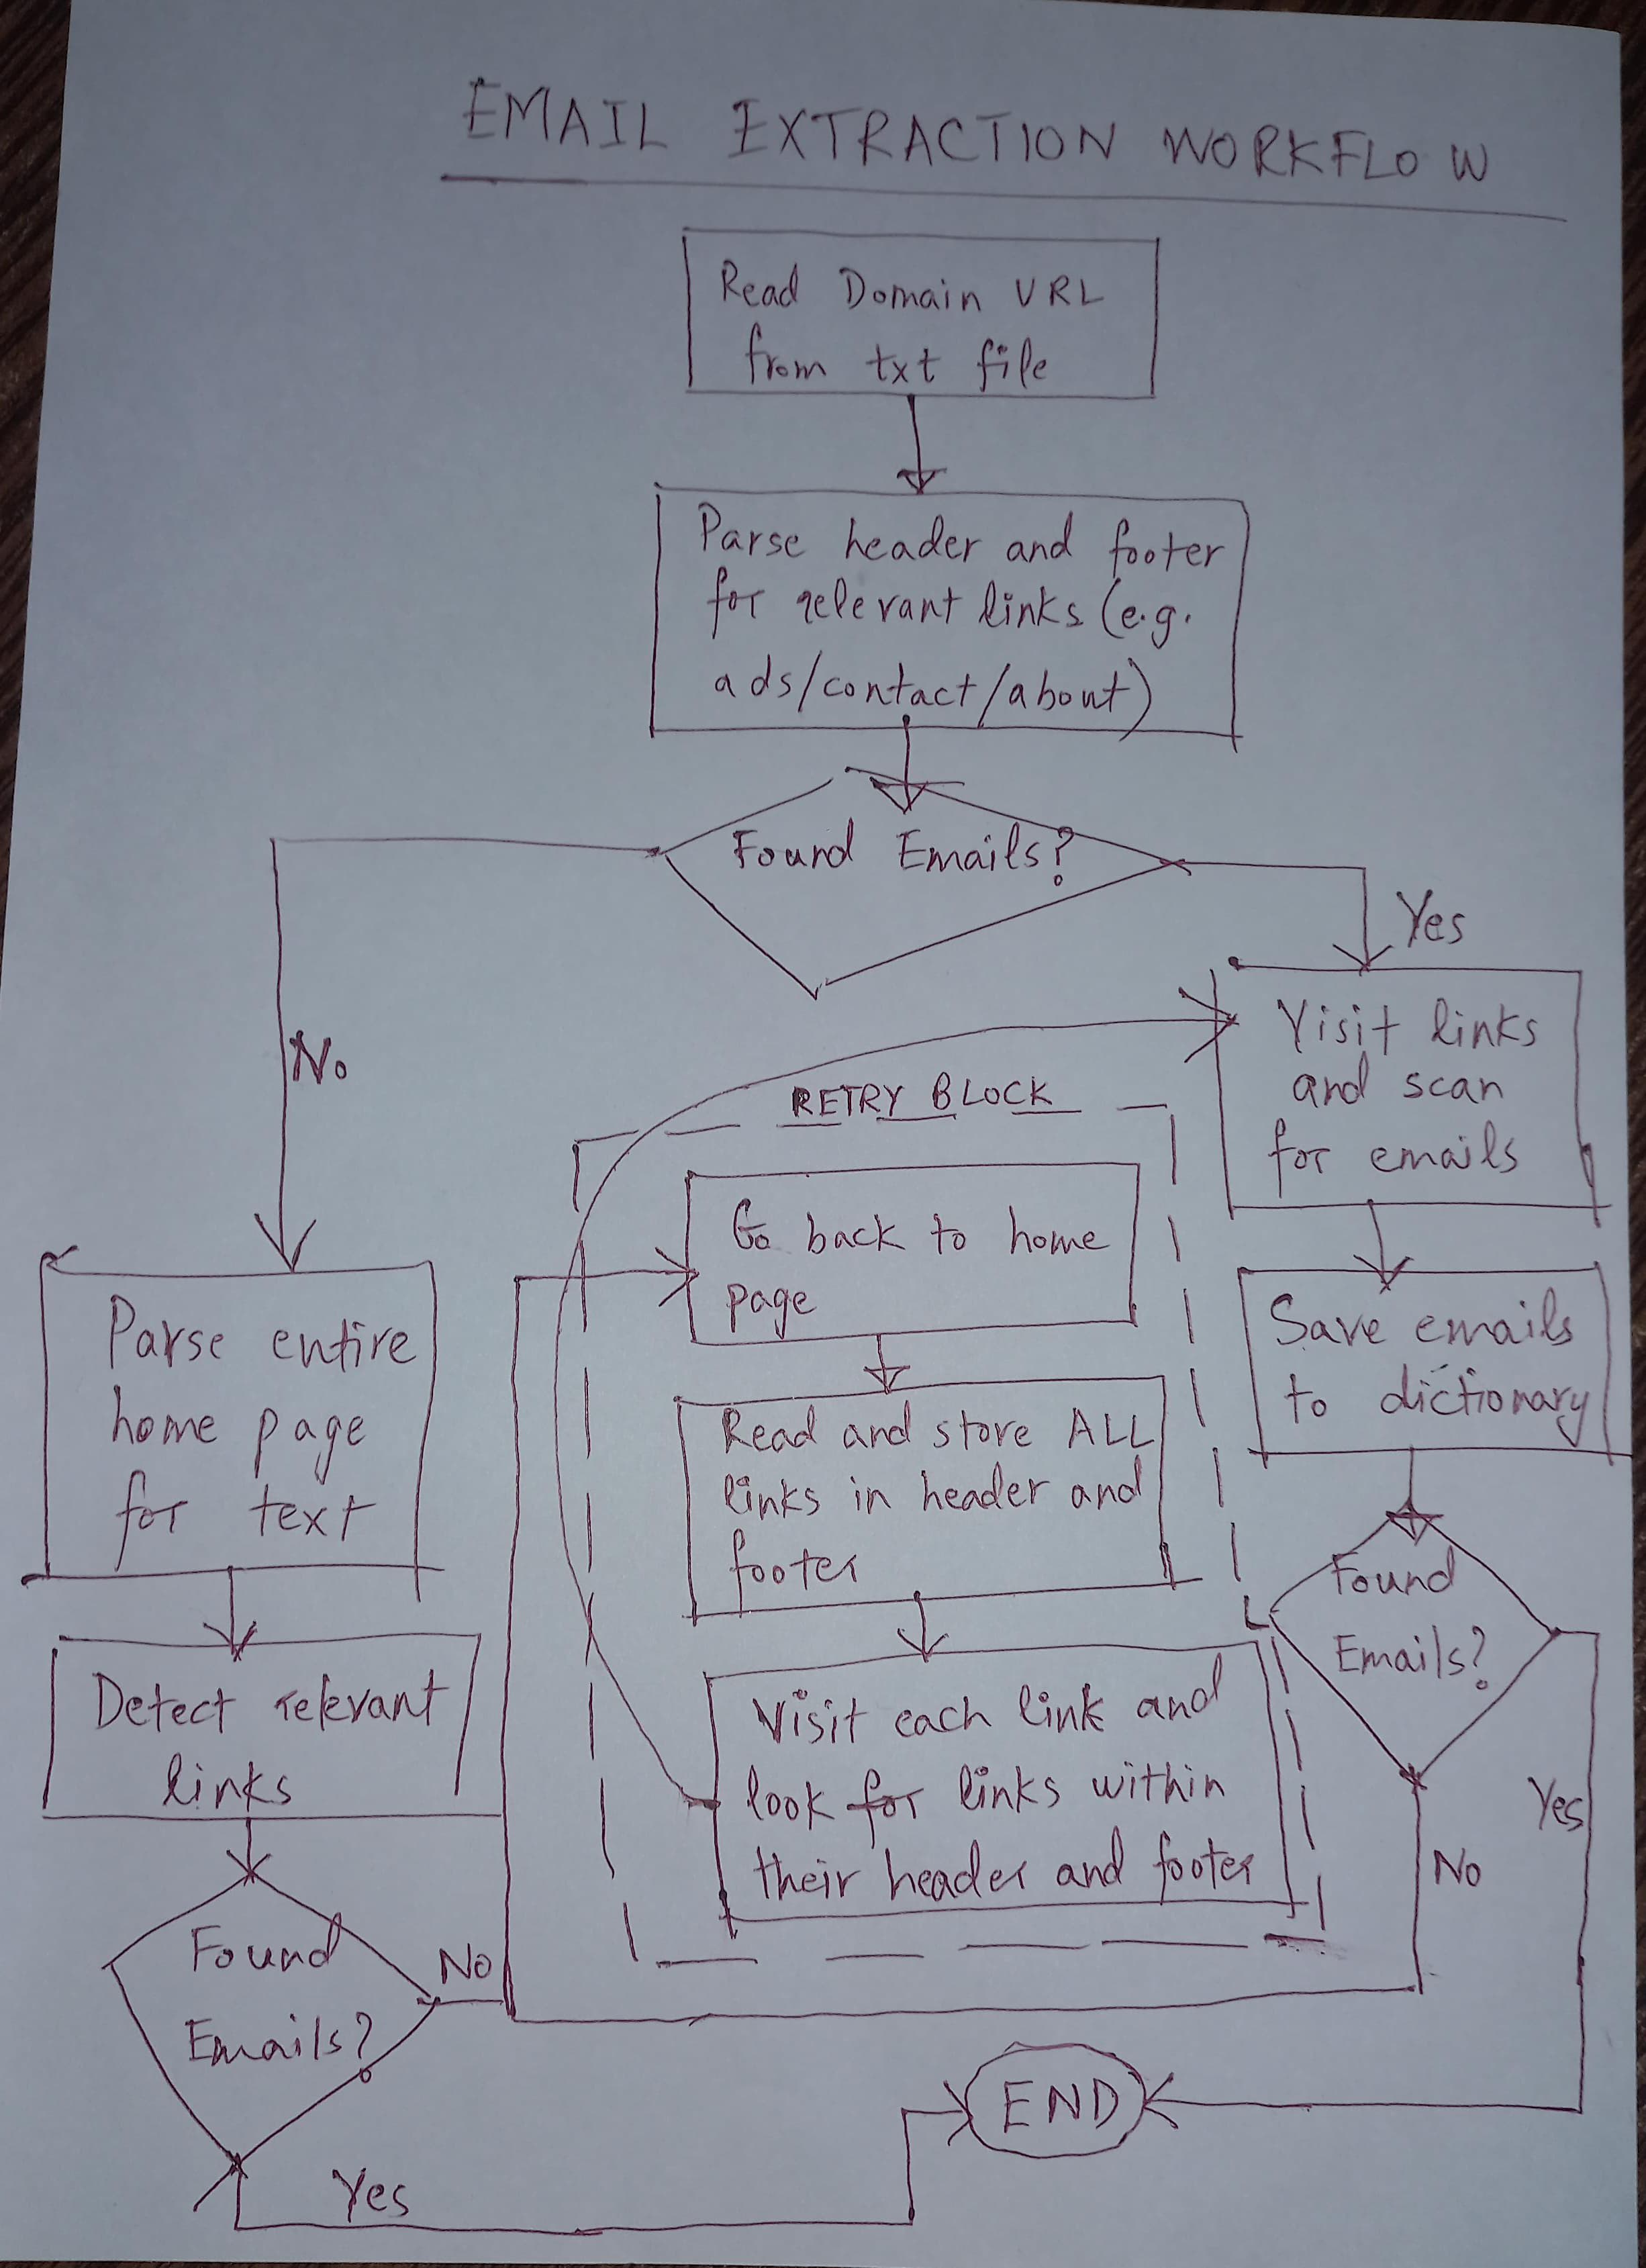 EMAIL EXTRACTION WORKFLOW
Read Domain URL
from txt file
Parse header and footer
for relevant links (e.g.
ads/contact/about)
Found Emails?
Yes
No
Visit links
and scan
for emails
RETRY BLOCK
Go back to home
page
Save emails
to dictionary
Parse entire
home page
for text
Read and store ALL
links in header and
footer
Found
Emails?
Detect relevant
links
Visit each link and
look for links within
their header and footer
Yes
No
Found
Emails?
No
END
Yes